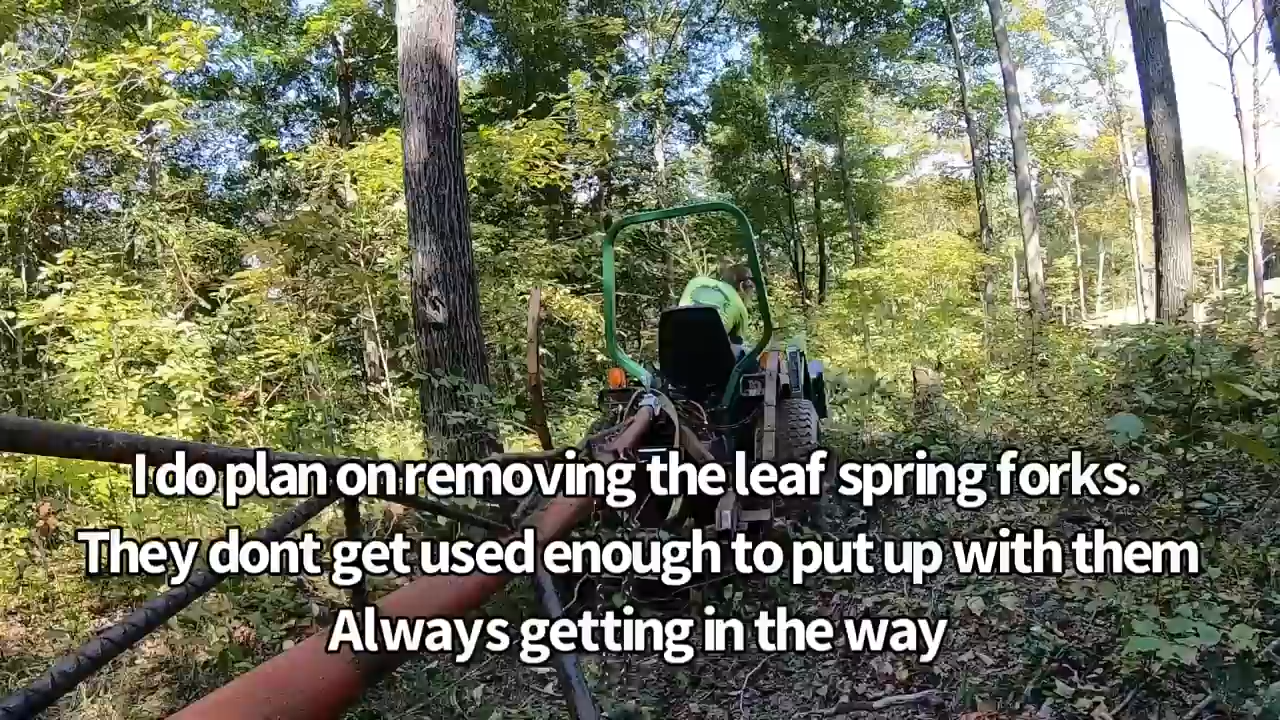 I do plan on removing the leaf spring forks.
They dont get used enough to put up with them
Always getting in the way